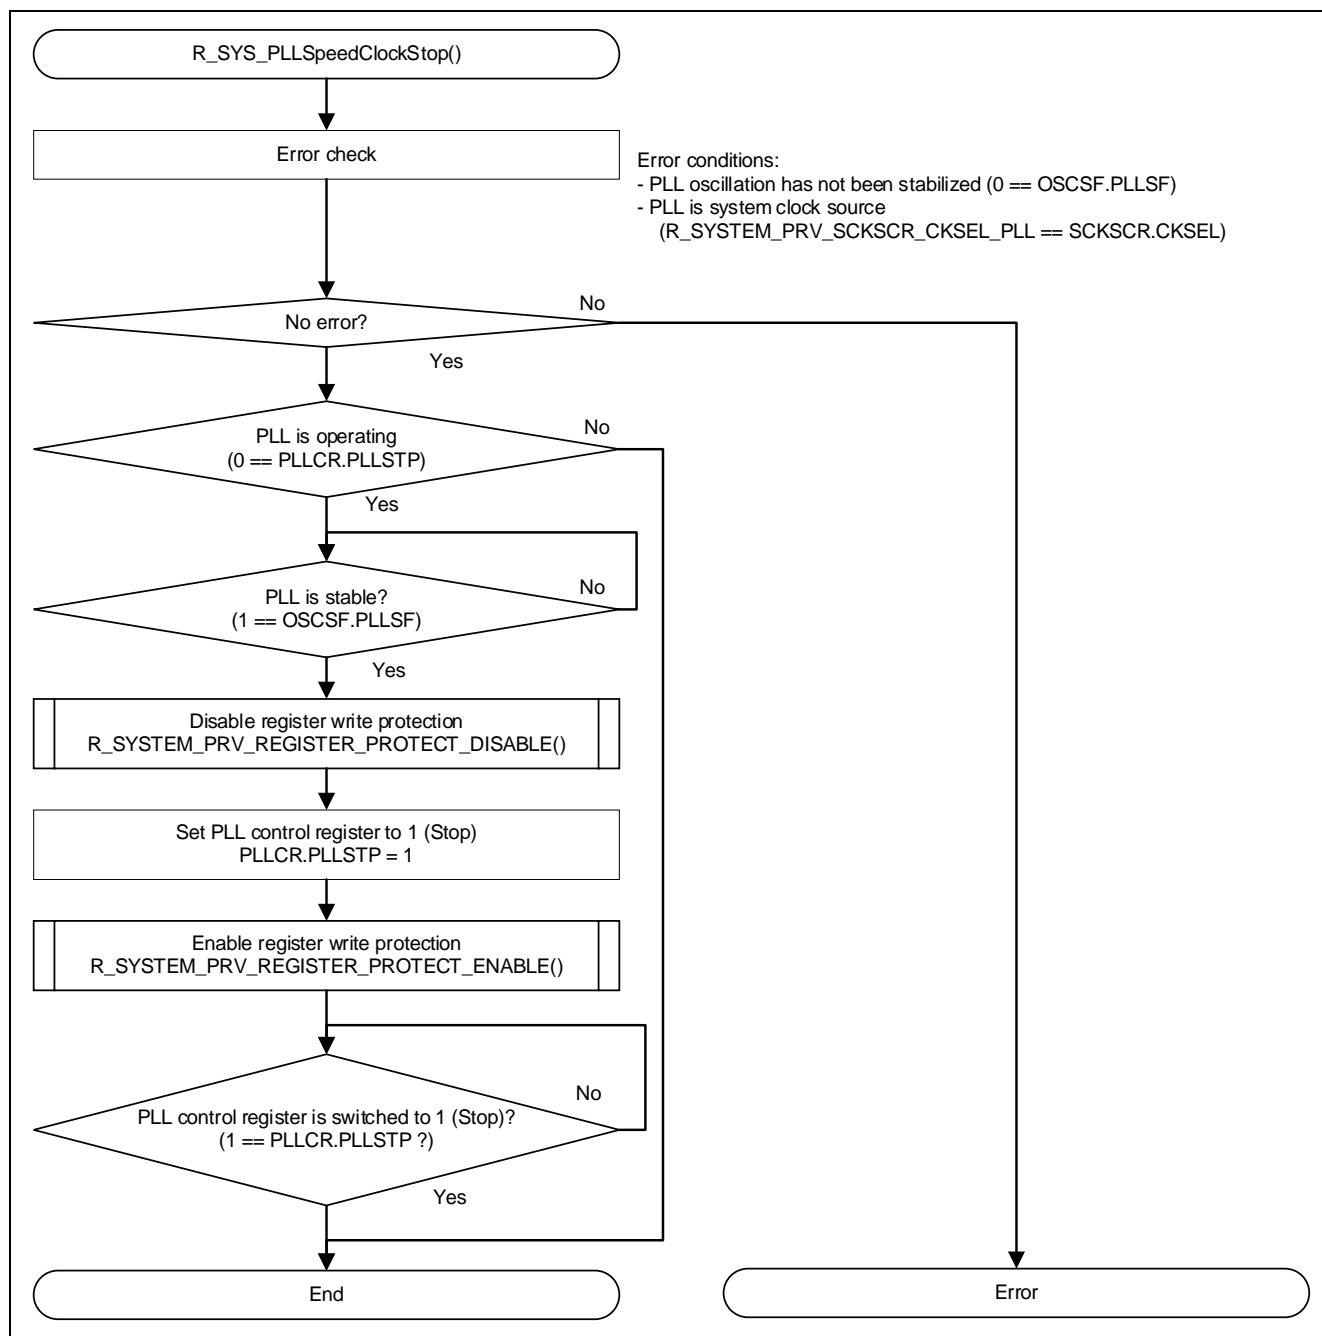 R_SYS_PLLSpeedClockStop()
Error check
Error conditions:
- PLL oscillation has not been stabilized (0 == OSCSF.PLLSF)
- PLL is system clock source
(R_SYSTEM_PRV_SCKSCR_CKSEL_PLL == SCKSCR.CKSEL)
No error?
No
Yes
PLL is operating
(0 == PLLCR.PLLSTP)
No
Yes
PLL is stable?
(1 == OSCSF.PLLSF)
No
Yes
Disable register write protection
R_SYSTEM_PRV_REGISTER_PROTECT_DISABLE()
Set PLL control register to 1 (Stop)
PLLCR.PLLSTP = 1
Enable register write protection
R_SYSTEM_PRV_REGISTER_PROTECT_ENABLE()
PLL control register is switched to 1 (Stop)?
(1 == PLLCR.PLLSTP ?)
No
Yes
End
Error